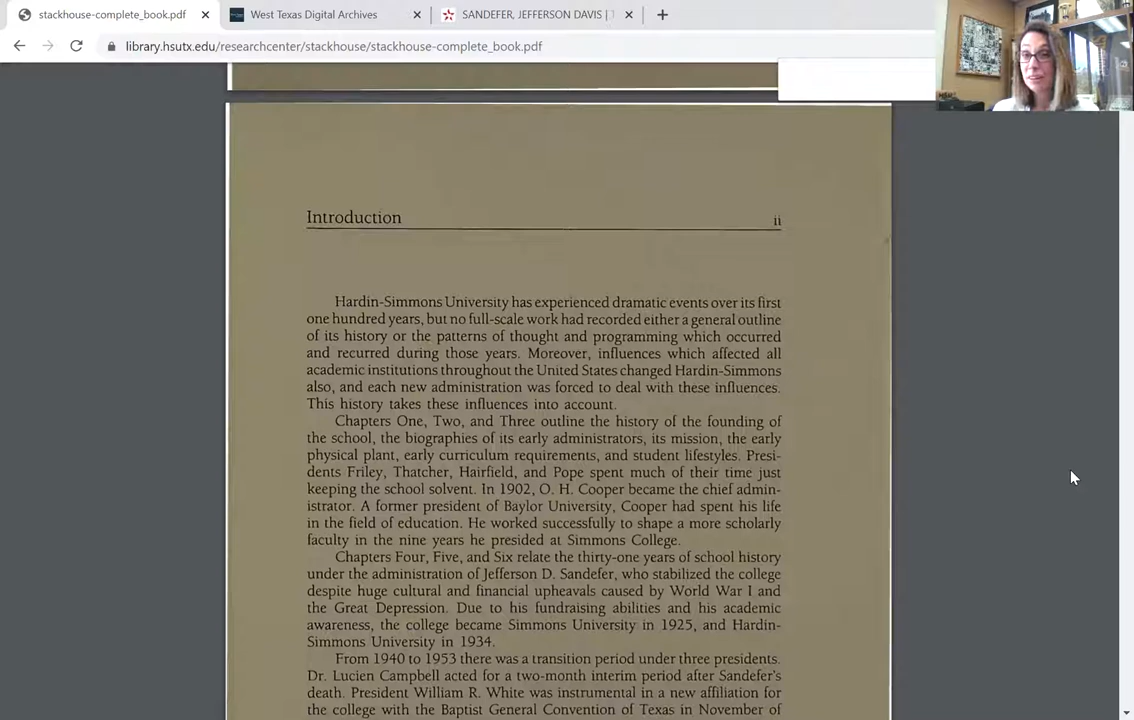 stackhouse-complete_book.pdf
West Texas Digital Archives
SANDEFER, JEFFERSON DAVIS |
library.hsutx.edu/researchcenter/stackhouse/stackhouse-complete_book.pdf
Introduction ii
Hardin-Simmons University has experienced dramatic events over its first
one hundred years, but no full-scale work had recorded either a general outline
of its history or the patterns of thought and programming which occurred
and recurred during those years. Moreover, influences which affected all
academic institutions throughout the United States changed Hardin-Simmons
also, and each new administration was forced to deal with these influences.
This history takes these influences into account.
Chapters One, Two, and Three outline the history of the founding of
the school, the biographies of its early administrators, its mission, the early
physical plant, early curriculum requirements, and student lifestyles. Presi-
dents Friley, Thatcher, Hairfield, and Pope spent much of their time just
keeping the school solvent. In 1902, O. H. Cooper became the chief admin-
istrator. A former president of Baylor University, Cooper had spent his life
in the field of education. He worked successfully to shape a more scholarly
faculty in the nine years he presided at Simmons College.
Chapters Four, Five, and Six relate the thirty-one years of school history
under the administration of Jefferson D. Sandefer, who stabilized the college
despite huge cultural and financial upheavals caused by World War I and
the Great Depression. Due to his fundraising abilities and his academic
awareness, the college became Simmons University in 1925, and Hardin-
Simmons University in 1934.
From 1940 to 1953 there was a transition period under three presidents.
Dr. Lucien Campbell acted for a two-month interim period after Sandefer's
death. President William R. White was instrumental in a new affiliation for
the college with the Baptist General Convention of Texas in November of